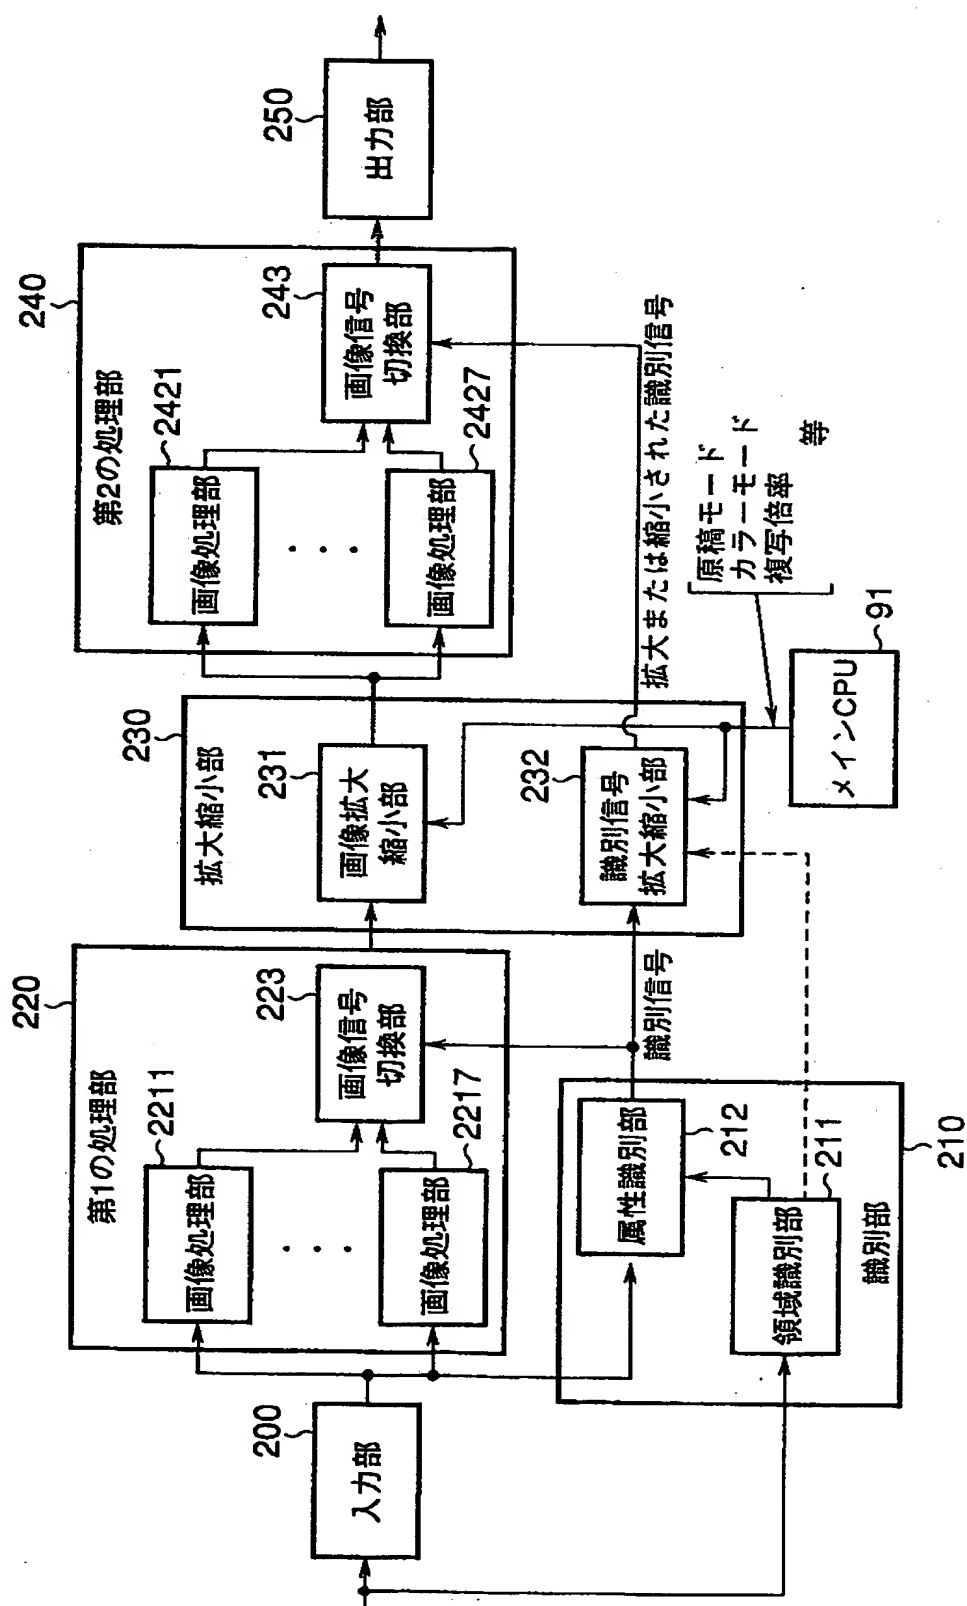 200
入力部
220
第1の処理部
2211
画像処理部
2217
画像処理部
223
画像信号
切換部
210
識別部
212
属性識別部
211
領域識別部
識別信号
230
拡大縮小部
231
画像拡大
縮小部
232
識別信号
拡大縮小部
拡大または縮小された識別信号
原稿モード
カラーモード
複写倍率
等
メインCPU
91
240
第2の処理部
2421
画像処理部
2427
画像処理部
243
画像信号
切換部
250
出力部